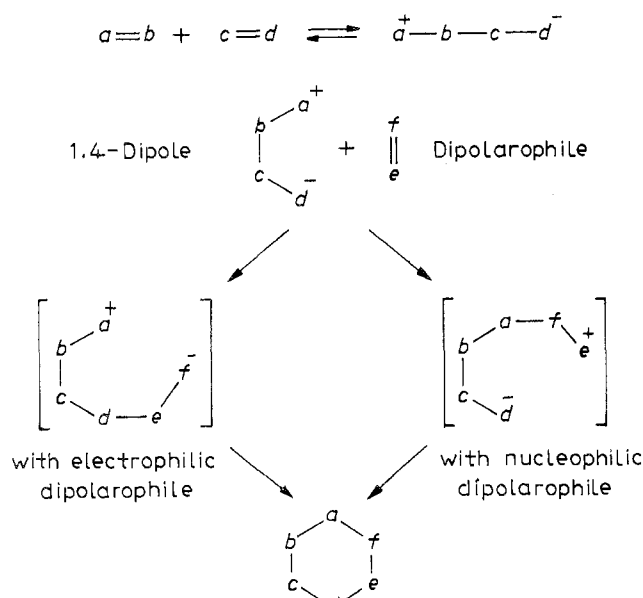 a=b + c=d ⇌ a⁺—b—c—d⁻
1.4-Dipole b a⁺ c d⁻ + f=e Dipolarophile
a⁺ b c d—e f⁻
b a—f e⁺ c d⁻
with electrophilic dipolarophile
with nucleophilic dipolarophile
a
b f
c e